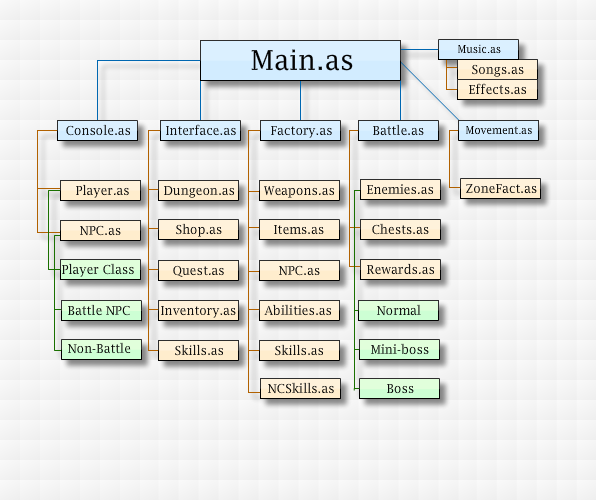 Main.as
Music.as
Songs.as
Effects.as
Console.as
Interface.as
Factory.as
Battle.as
Movement.as
Player.as
Dungeon.as
Weapons.as
Enemies.as
ZoneFact.as
NPC.as
Shop.as
Items.as
Chests.as
Player Class
Quest.as
NPC.as
Rewards.as
Battle NPC
Inventory.as
Abilities.as
Normal
Non-Battle
Skills.as
Skills.as
Mini-boss
NCSkills.as
Boss